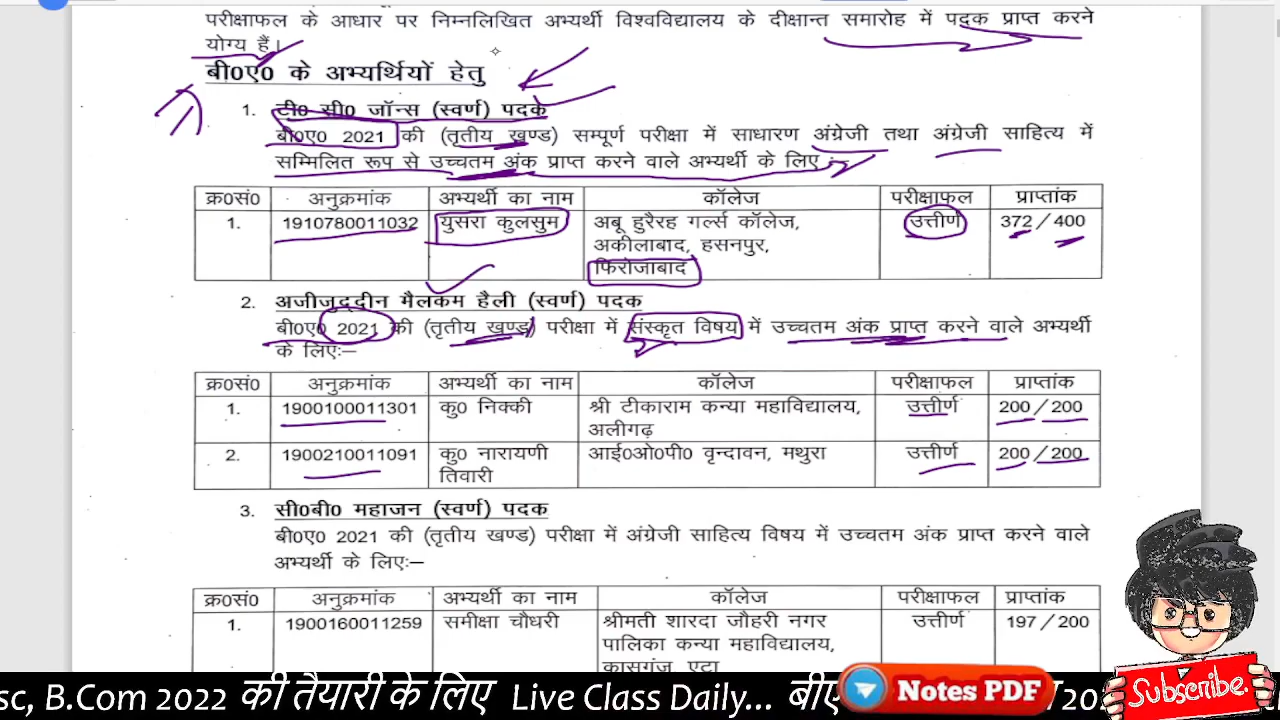 परीक्षाफल के आधार पर निम्नलिखित अभ्यर्थी विश्वविद्यालय के दीक्षान्त समारोह में पदक प्राप्त करने
योग्य हैं।
बी0ए0 के अभ्यर्थियों हेतु
1. टी0 सी0 जॉन्स (स्वर्ण) पदक
बी0ए0 2021 की (तृतीय खण्ड) सम्पूर्ण परीक्षा में साधारण अंग्रेजी तथा अंग्रेजी साहित्य में
सम्मिलित रूप से उच्चतम अंक प्राप्त करने वाले अभ्यर्थी के लिए :-
क्र0सं0 अनुक्रमांक अभ्यर्थी का नाम कॉलेज परीक्षाफल प्राप्तांक
1. 1910780011032 युसरा कुलसुम अबू हुरैरह गर्ल्स कॉलेज, उत्तीर्ण 372/400
अकीलाबाद, हसनपुर,
फिरोजाबाद
2. अजीजुद्दीन मैलकम हैली (स्वर्ण) पदक
बी0ए0 2021 की (तृतीय खण्ड) परीक्षा में संस्कृत विषय में उच्चतम अंक प्राप्त करने वाले अभ्यर्थी
के लिए:–
क्र0सं0 अनुक्रमांक अभ्यर्थी का नाम कॉलेज परीक्षाफल प्राप्तांक
1. 1900100011301 कु0 निक्की श्री टीकाराम कन्या महाविद्यालय, उत्तीर्ण 200/200
अलीगढ़
2. 1900210011091 कु0 नारायणी आई0ओ0पी0 वृन्दावन, मथुरा उत्तीर्ण 200/200
तिवारी
3. सी0बी0 महाजन (स्वर्ण) पदक
बी0ए0 2021 की (तृतीय खण्ड) परीक्षा में अंग्रेजी साहित्य विषय में उच्चतम अंक प्राप्त करने वाले
अभ्यर्थी के लिए:–
क्र0सं0 अनुक्रमांक अभ्यर्थी का नाम कॉलेज परीक्षाफल प्राप्तांक
1. 1900160011259 समीक्षा चौधरी श्रीमती शारदा जौहरी नगर उत्तीर्ण 197/200
पालिका कन्या महाविद्यालय,
कासगंज, एटा
sc, B.Com 2022 की तैयारी के लिए Live Class Daily... बीए
Notes PDF
Subscribe.